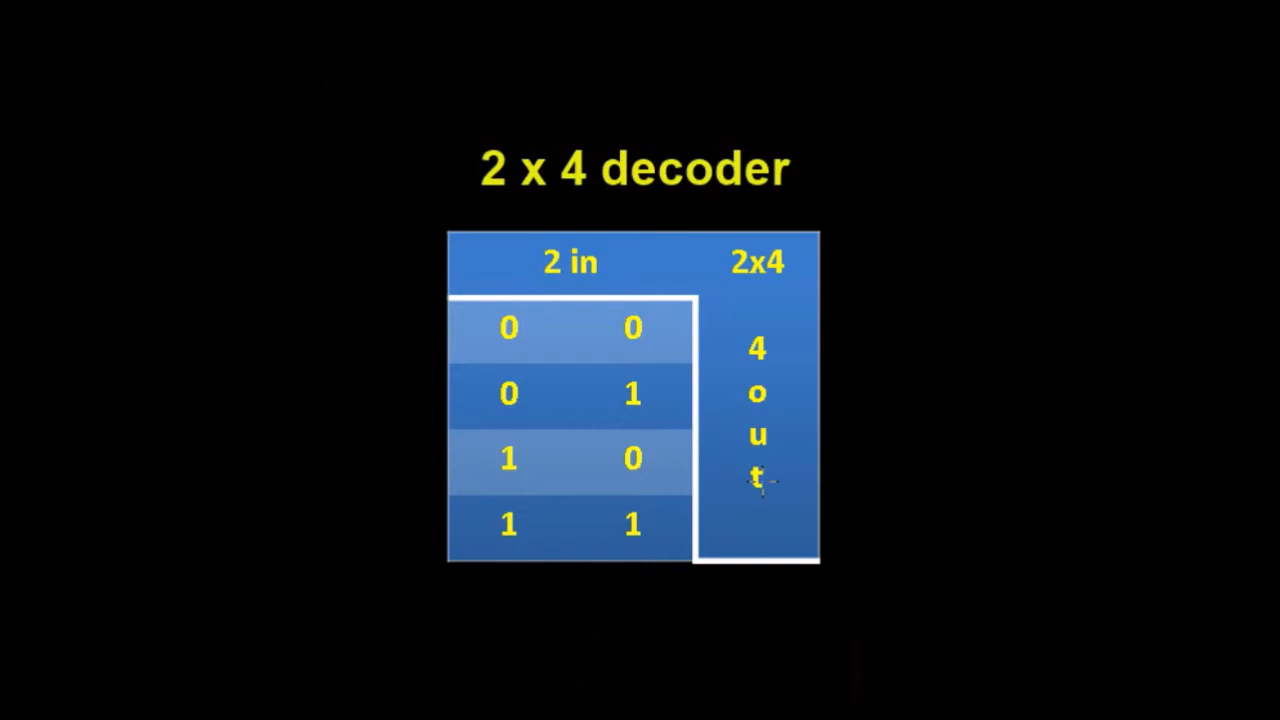 2 x 4 decoder
2 in 2x4
0 0
0 1
1 0
1 1
4
o
u
t